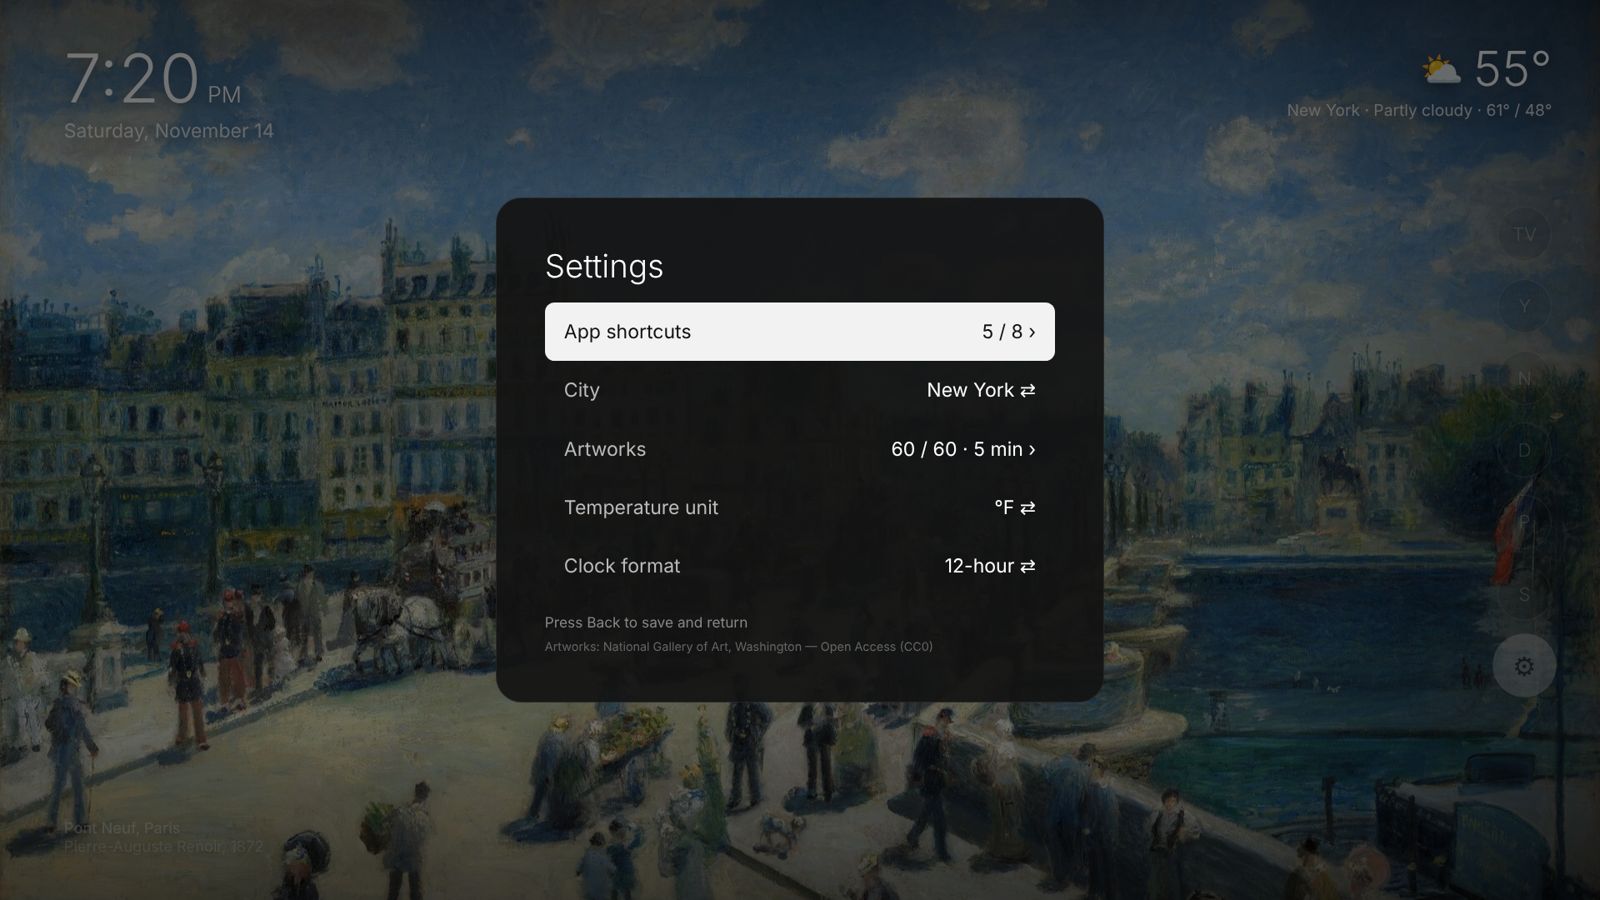 7:20 PM
Saturday, November 14
55°
New York · Partly cloudy · 61° / 48°
TV
Y
N
D
P
S
Settings
App shortcuts 5 / 8 ›
City New York ⇄
Artworks 60 / 60 · 5 min ›
Temperature unit °F ⇄
Clock format 12-hour ⇄
Press Back to save and return
Artworks: National Gallery of Art, Washington — Open Access (CC0)
Pont Neuf, Paris
Pierre-Auguste Renoir, 1872